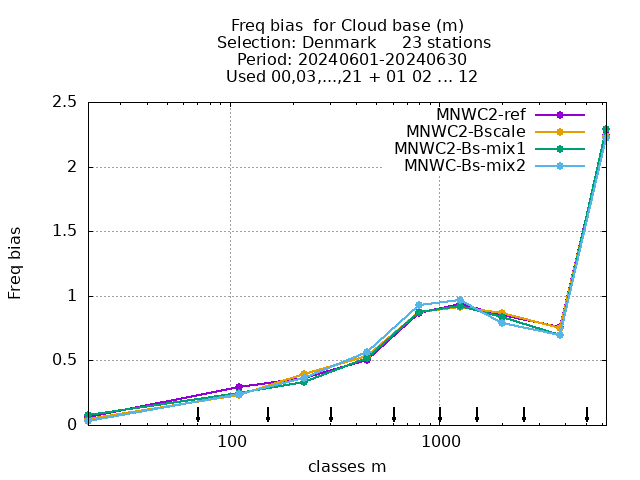 Freq bias  for Cloud base (m)
Selection: Denmark     23 stations
Period: 20240601-20240630
Used 00,03,...,21 + 01 02 ... 12
MNWC2-ref
MNWC2-Bscale
MNWC2-Bs-mix1
MNWC-Bs-mix2
2.5
2
1.5
1
0.5
0
Freq bias
100
1000
classes m